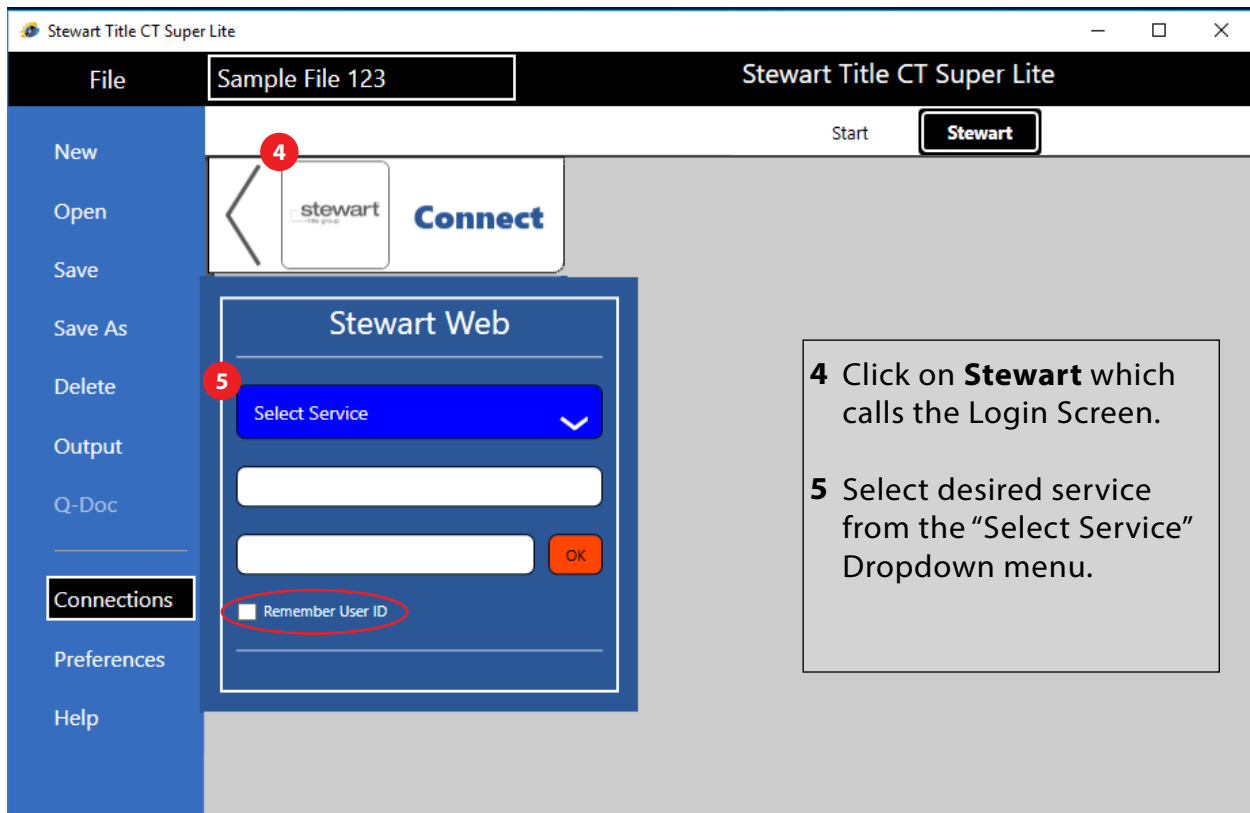 Stewart Title CT Super Lite
File
Sample File 123
Stewart Title CT Super Lite
Start
Stewart
New
Open
Save
Save As
Delete
Output
Q-Doc
Connections
Preferences
Help
4
stewart
title group
Connect
Stewart Web
5
Select Service
OK
Remember User ID
4 Click on Stewart which
calls the Login Screen.
5 Select desired service
from the “Select Service”
Dropdown menu.